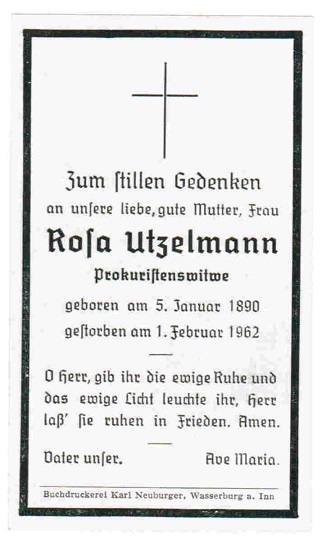 Zum stillen Gedenken
an unsere liebe, gute Mutter, Frau
Rosa Utzelmann
Prokuristenswitwe
geboren am 5. Januar 1890
gestorben am 1. Februar 1962
O Herr, gib ihr die ewige Ruhe und
das ewige Licht leuchte ihr, Herr
laß' sie ruhen in Frieden. Amen.
Vater unser. Ave Maria.
Buchdruckerei Karl Neuburger, Wasserburg a. Inn